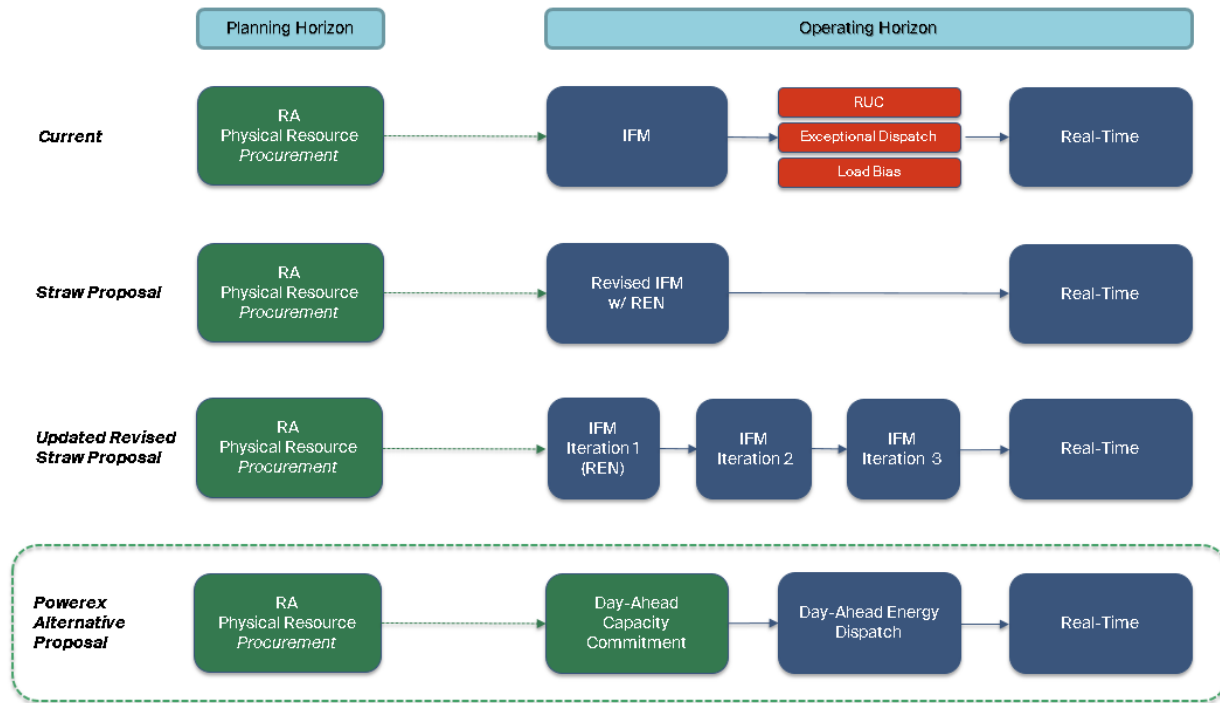 Planning Horizon
Operating Horizon
Current
RA
Physical Resource
Procurement
IFM
RUC
Exceptional Dispatch
Load Bias
Real-Time
Straw Proposal
RA
Physical Resource
Procurement
Revised IFM
w/ REN
Real-Time
Updated Revised
Straw Proposal
RA
Physical Resource
Procurement
IFM
Iteration 1
(REN)
IFM
Iteration 2
IFM
Iteration 3
Real-Time
Powerex
Alternative
Proposal
RA
Physical Resource
Procurement
Day-Ahead
Capacity
Commitment
Day-Ahead Energy
Dispatch
Real-Time